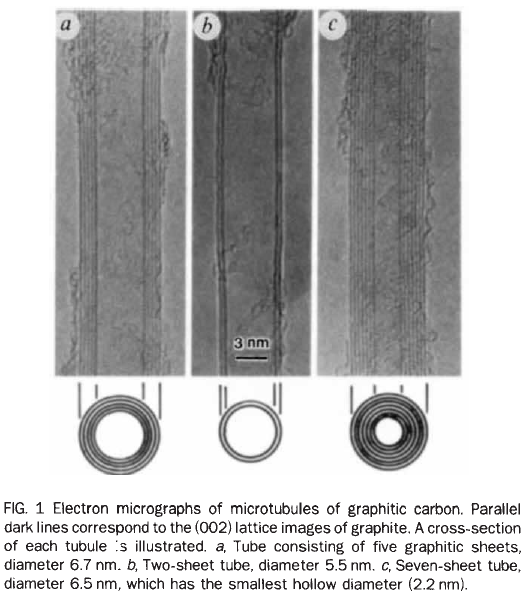 a b c
3 nm
FIG. 1 Electron micrographs of microtubules of graphitic carbon. Parallel
dark lines correspond to the (002) lattice images of graphite. A cross-section
of each tubule is illustrated. a, Tube consisting of five graphitic sheets,
diameter 6.7 nm. b, Two-sheet tube, diameter 5.5 nm. c, Seven-sheet tube,
diameter 6.5 nm, which has the smallest hollow diameter (2.2 nm).